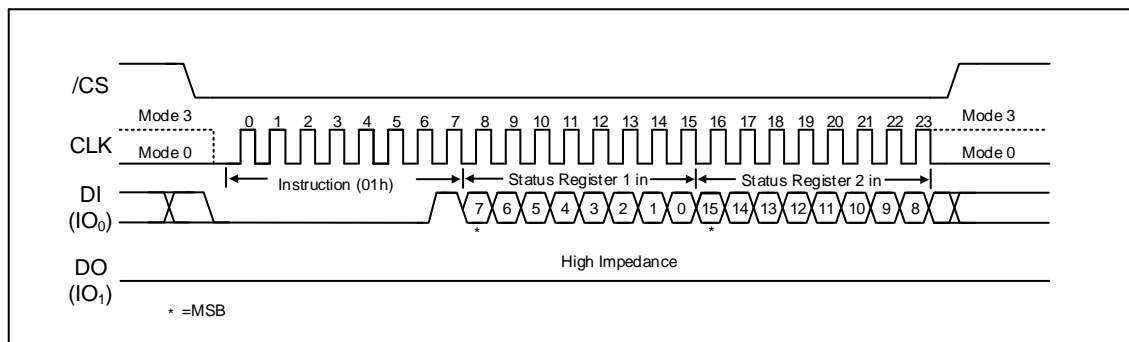 /CS
Mode 3
0 1 2 3 4 5 6 7 8 9 10 11 12 13 14 15 16 17 18 19 20 21 22 23
Mode 3
CLK
Mode 0
Mode 0
Instruction (01h)
Status Register 1 in
Status Register 2 in
DI
(IO0)
7 6 5 4 3 2 1 0 15 14 13 12 11 10 9 8
* *
High Impedance
DO
(IO1)
* =MSB